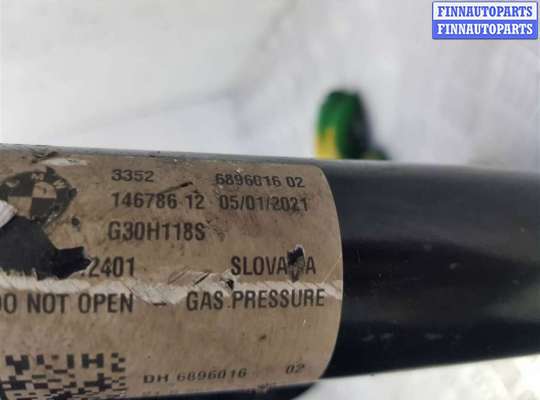 FINNAUTOPARTS
FINNAUTOPARTS
3352 6896016 02
146786 12 05/01/2021
G30H118S
2401
DO NOT OPEN GAS PRESSURE
DH 6896016 02